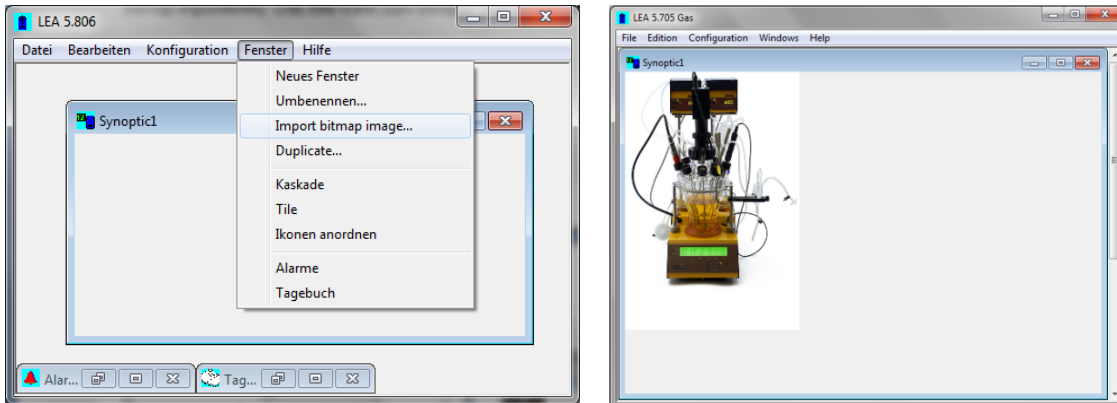 LEA 5.806
Datei Bearbeiten Konfiguration Fenster Hilfe
Neues Fenster
Umbenennen...
Import bitmap image...
Duplicate...
Kaskade
Tile
Ikonen anordnen
Alarme
Tagebuch
Synoptic1
Alar...
Tag...
LEA 5.705 Gas
File Edition Configuration Windows Help
Synoptic1